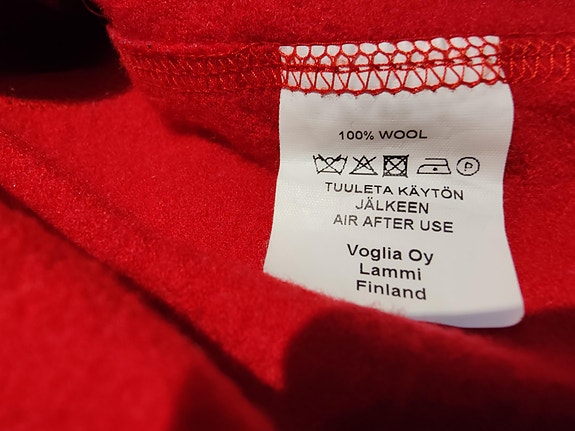 100% WOOL
P
TUULETA KÄYTÖN
JÄLKEEN
AIR AFTER USE
Voglia Oy
Lammi
Finland